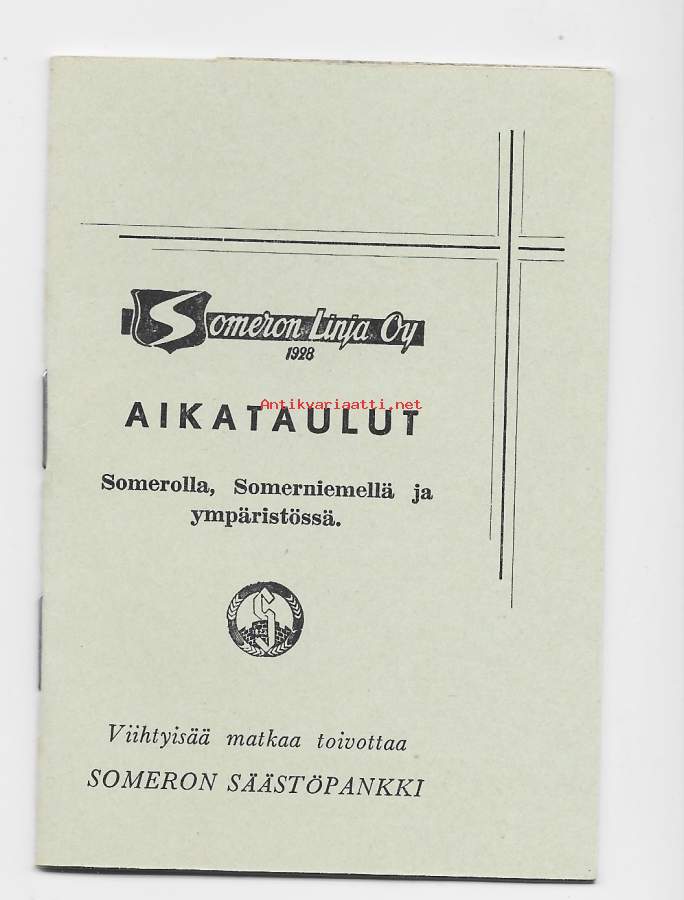 Someron Linja Oy
1928
Antikvariaatti.net
AIKATAULUT
Somerolla, Somerniemellä ja
ympäristössä.
S
Viihtyisää matkaa toivottaa
SOMERON SÄÄSTÖPANKKI